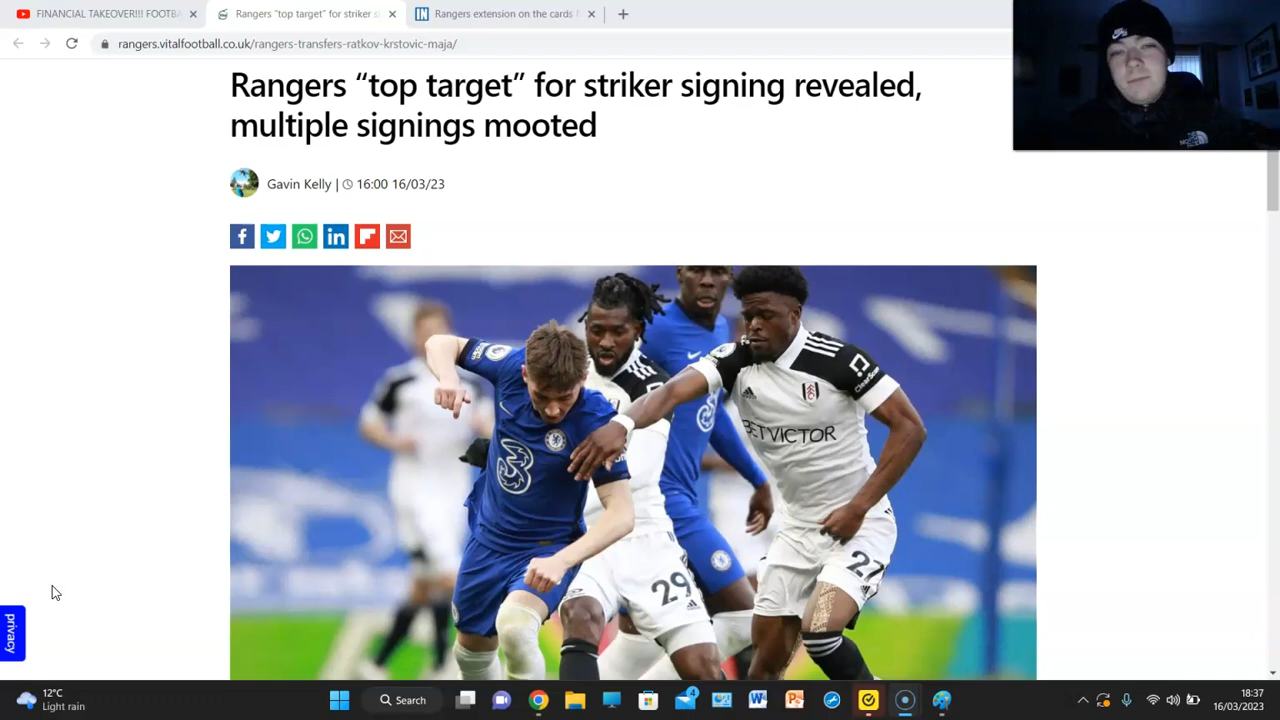 FINANCIAL TAKEOVER!!! FOOTBA
Rangers "top target" for striker s
Rangers extension on the cards f
rangers.vitalfootball.co.uk/rangers-transfers-ratkov-krstovic-maja/
Rangers “top target” for striker signing revealed,
multiple signings mooted
Gavin Kelly | 16:00 16/03/23
3
BETVICTOR
29
27
privacy
12°C
Light rain
Search
4
18:37
16/03/2023